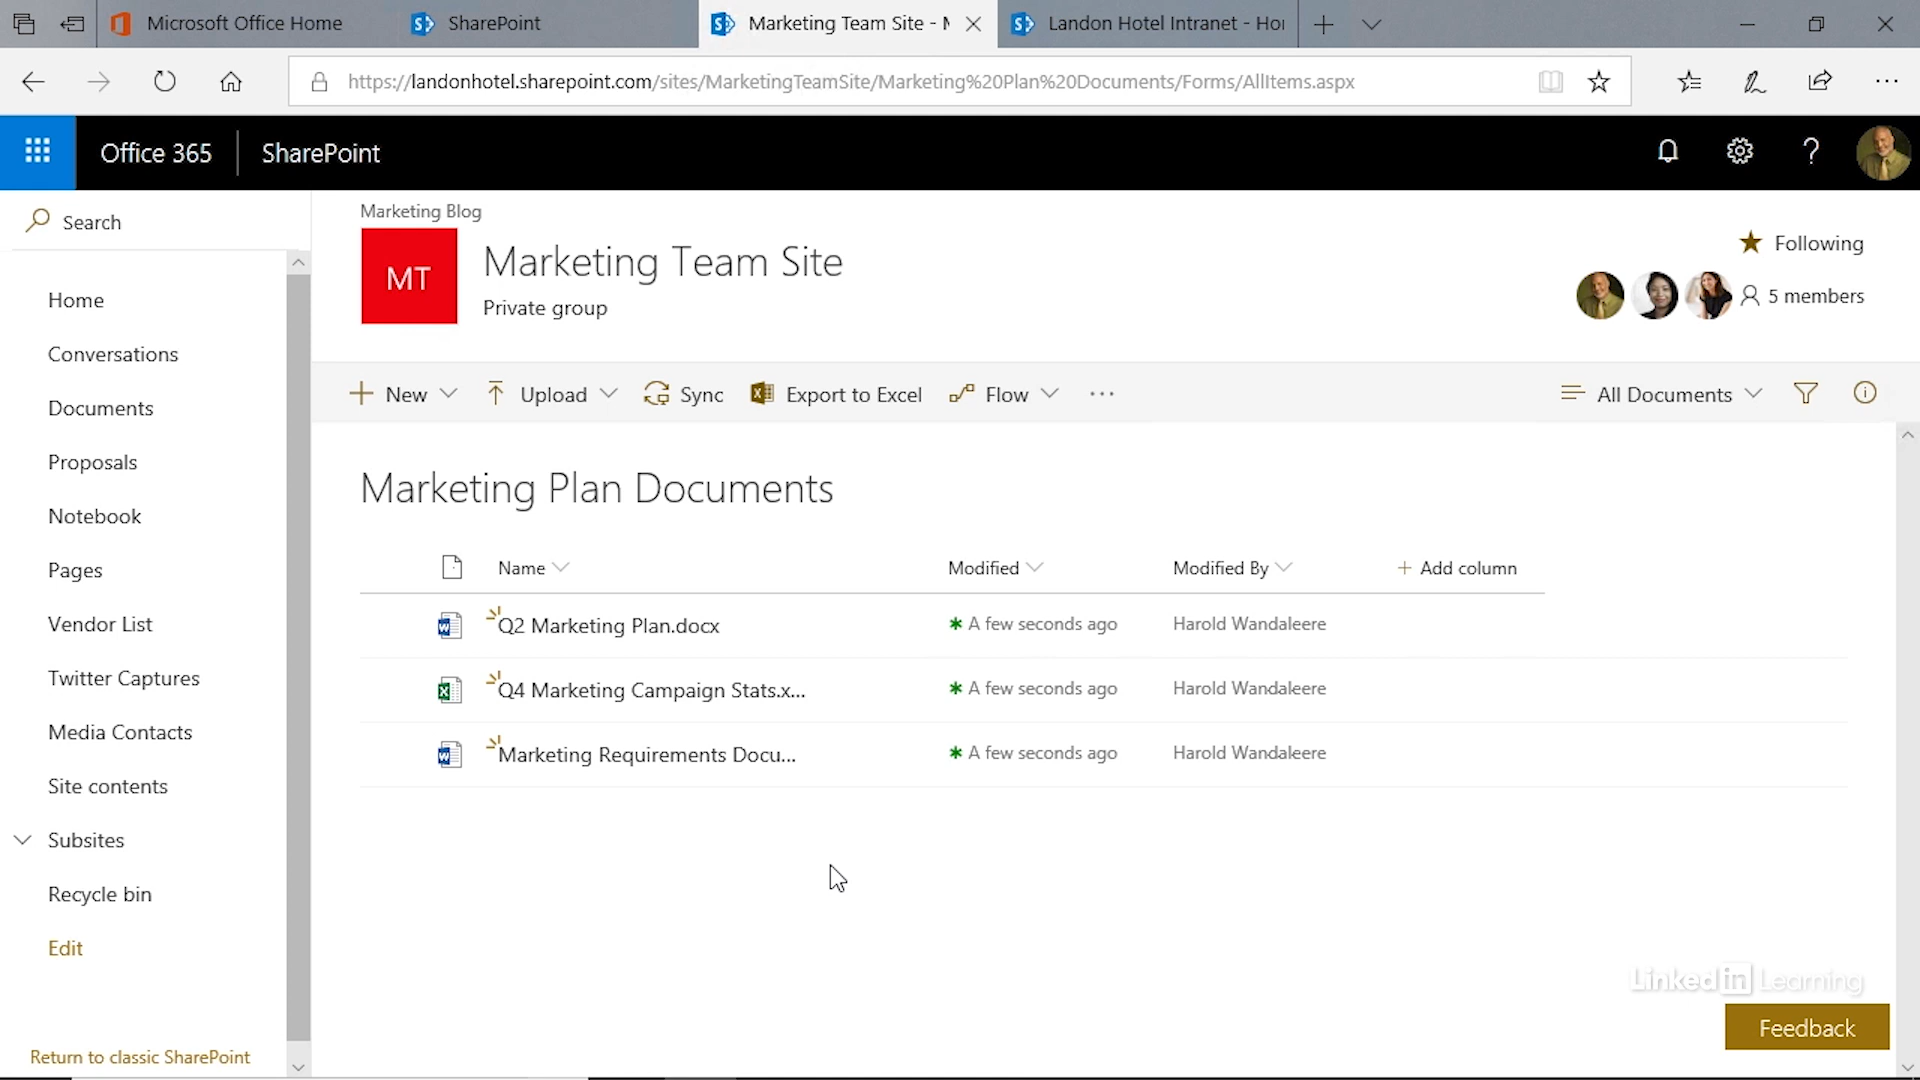 Microsoft Office Home
SharePoint
Marketing Team Site - M
Landon Hotel Intranet - Hor
https://landonhotel.sharepoint.com/sites/MarketingTeamSite/Marketing%20Plan%20Documents/Forms/AllItems.aspx
Office 365
SharePoint
Search
Home
Conversations
Documents
Proposals
Notebook
Pages
Vendor List
Twitter Captures
Media Contacts
Site contents
Subsites
Recycle bin
Edit
Return to classic SharePoint
Marketing Blog
MT
Marketing Team Site
Private group
Following
5 members
New
Upload
Sync
Export to Excel
Flow
All Documents
Marketing Plan Documents
Name Modified Modified By + Add column
Q2 Marketing Plan.docx A few seconds ago Harold Wandaleere
Q4 Marketing Campaign Stats.x... A few seconds ago Harold Wandaleere
Marketing Requirements Docu... A few seconds ago Harold Wandaleere
Linked in Learning
Feedback